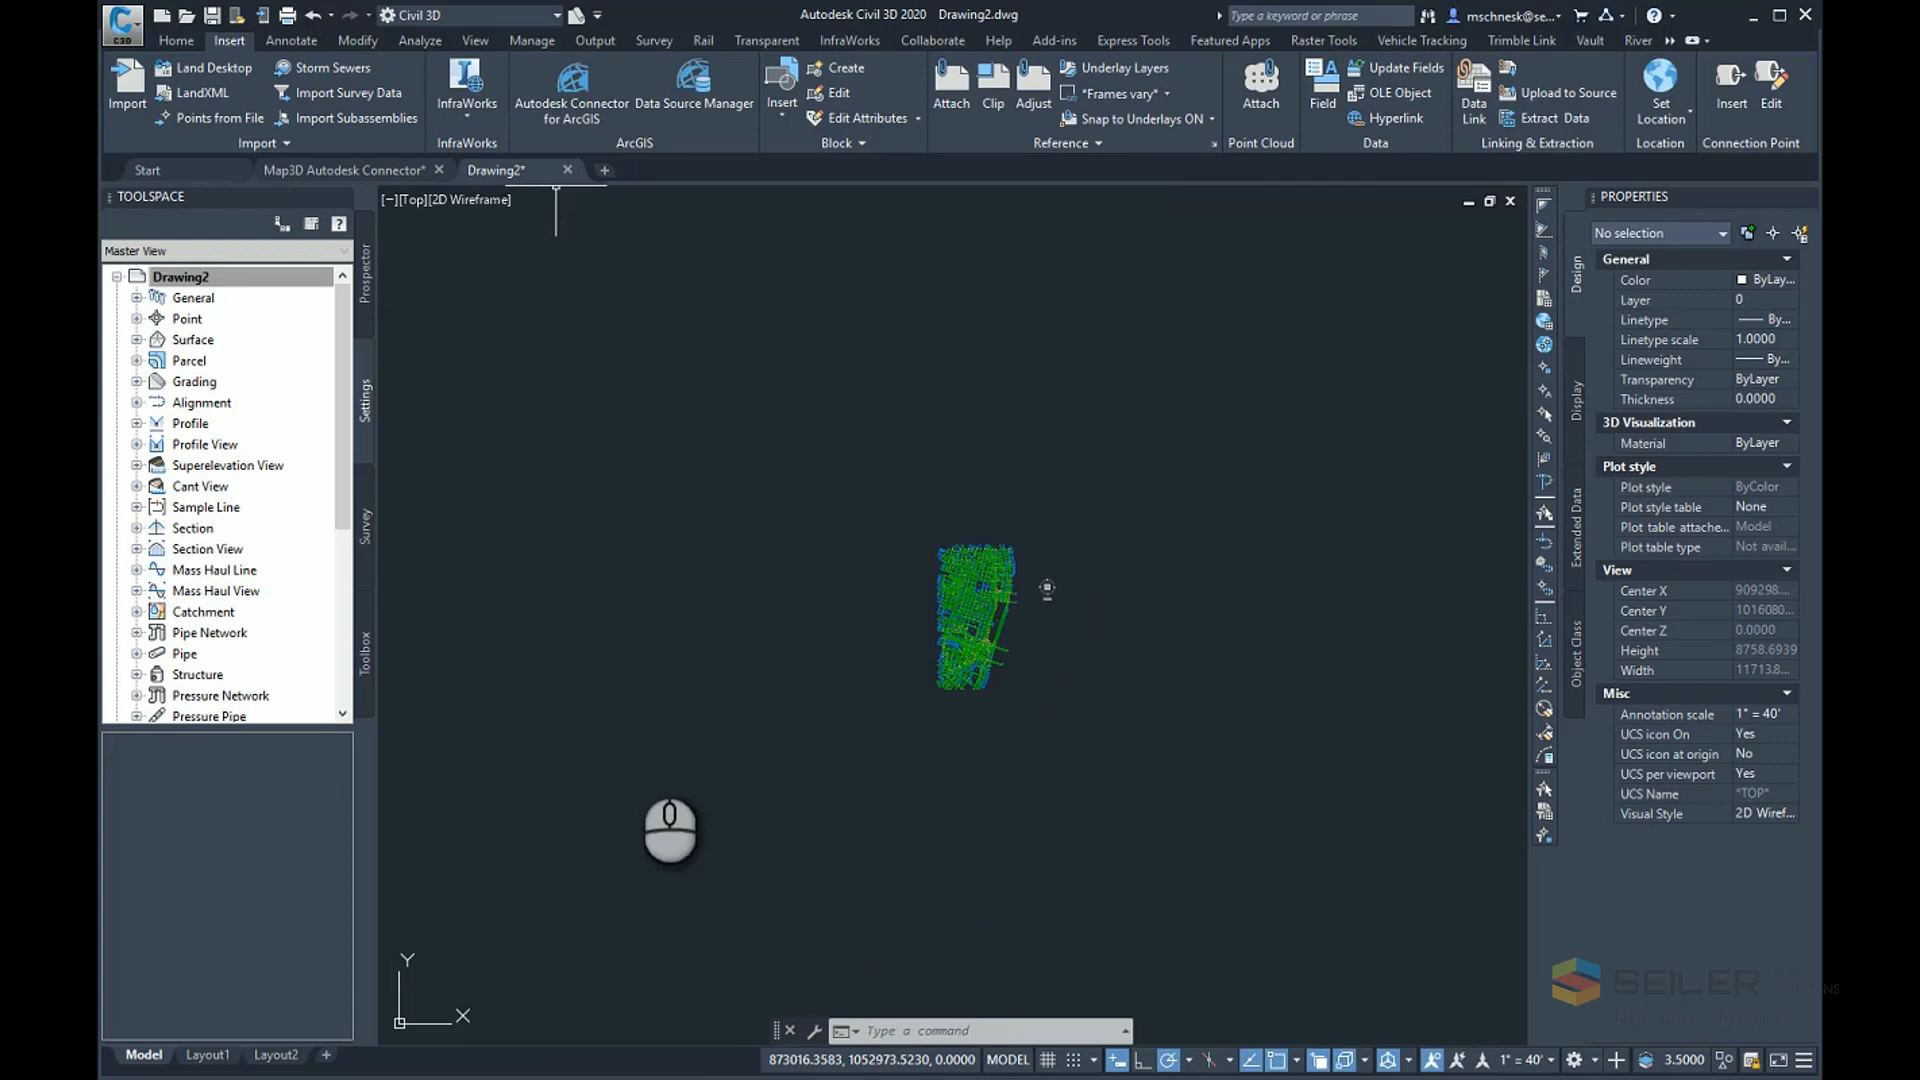 C3D
Civil 3D
Autodesk Civil 3D 2020 Drawing2.dwg
Type a keyword or phrase
mschnesk@se...
Home Insert Annotate Modify Analyze View Manage Output Survey Rail Transparent InfraWorks Collaborate Help Add-ins Express Tools Featured Apps Raster Tools Vehicle Tracking Trimble Link Vault River
Import
Land Desktop
LandXML
Points from File
Storm Sewers
Import Survey Data
Import Subassemblies
Import
InfraWorks
InfraWorks
Autodesk Connector
for ArcGIS
Data Source Manager
ArcGIS
Insert
Create
Edit
Edit Attributes
Block
Attach
Clip
Adjust
Underlay Layers
*Frames vary*
Snap to Underlays ON
Reference
Attach
Point Cloud
Field
Update Fields
OLE Object
Hyperlink
Data
Data
Link
Upload to Source
Extract Data
Linking & Extraction
Set
Location
Location
Insert
Edit
Connection Point
Start
Map3D Autodesk Connector*
Drawing2*
TOOLSPACE
Master View
Drawing2
General
Point
Surface
Parcel
Grading
Alignment
Profile
Profile View
Superelevation View
Cant View
Sample Line
Section
Section View
Mass Haul Line
Mass Haul View
Catchment
Pipe Network
Pipe
Structure
Pressure Network
Pressure Pipe
Prospector
Settings
Survey
Toolbox
[−][Top][2D Wireframe]
Y
X
PROPERTIES
No selection
General
Color ByLay...
Layer 0
Linetype By...
Linetype scale 1.0000
Lineweight By...
Transparency ByLayer
Thickness 0.0000
3D Visualization
Material ByLayer
Plot style
Plot style ByColor
Plot style table None
Plot table attache... Model
Plot table type Not avail...
View
Center X 909298....
Center Y 1016080...
Center Z 0.0000
Height 8758.6939
Width 11713.8...
Misc
Annotation scale 1" = 40'
UCS icon On Yes
UCS icon at origin No
UCS per viewport Yes
UCS Name *TOP*
Visual Style 2D Wiref...
Design
Display
Extended Data
Object Class
SEILER
Type a command
Model Layout1 Layout2
873016.3583, 1052973.5230, 0.0000 MODEL
1" = 40'
3.5000